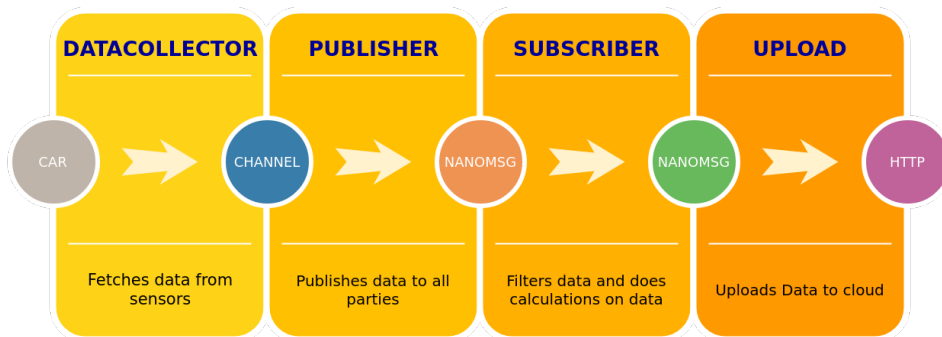 DATACOLLECTOR
PUBLISHER
SUBSCRIBER
UPLOAD
CAR
CHANNEL
NANOMSG
NANOMSG
HTTP
Fetches data from
sensors
Publishes data to all
parties
Filters data and does
calculations on data
Uploads Data to cloud